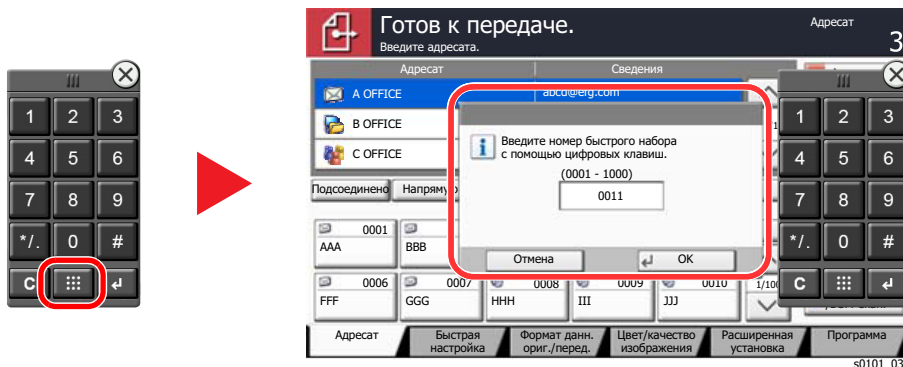 1 2 3
4 5 6
7 8 9
*/. 0 #
C
Готов к передаче.
Введите адресата.
Адресат
3
Адресат Сведения
A OFFICE abcd@erg.com
B OFFICE
C OFFICE
Введите номер быстрого набора
с помощью цифровых клавиш.
(0001 - 1000)
0011
Отмена OK
Подсоединено
0001
AAA BBB
0006 0007 0008 0009 0010
FFF GGG HHH III JJJ
1 2 3
4 5 6
7 8 9
*/. 0 #
C
Адресат
Быстрая
настройка
Формат данн.
ориг./перед.
Цвет/качество
изображения
Расширенная
установка
Программа
s0101_03